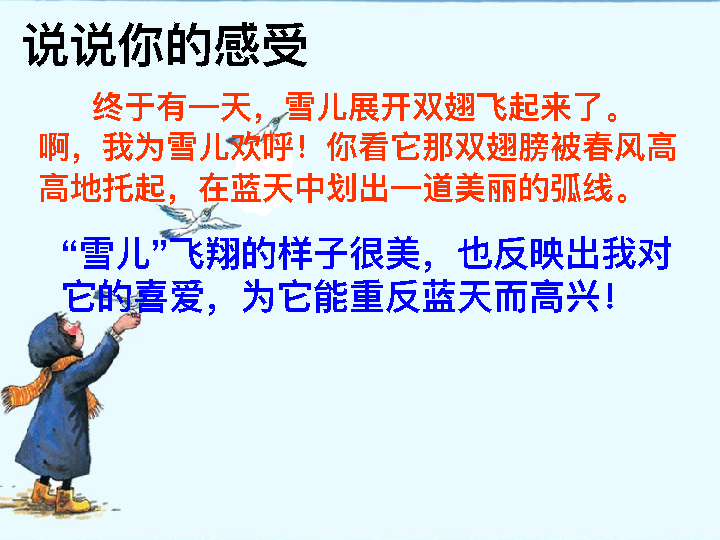 说说你的感受
终于有一天，雪儿展开双翅飞起来了。
啊，我为雪儿欢呼！你看它那双翅膀被春风高
高地托起，在蓝天中划出一道美丽的弧线。
“雪儿”飞翔的样子很美，也反映出我对
它的喜爱，为它能重反蓝天而高兴！